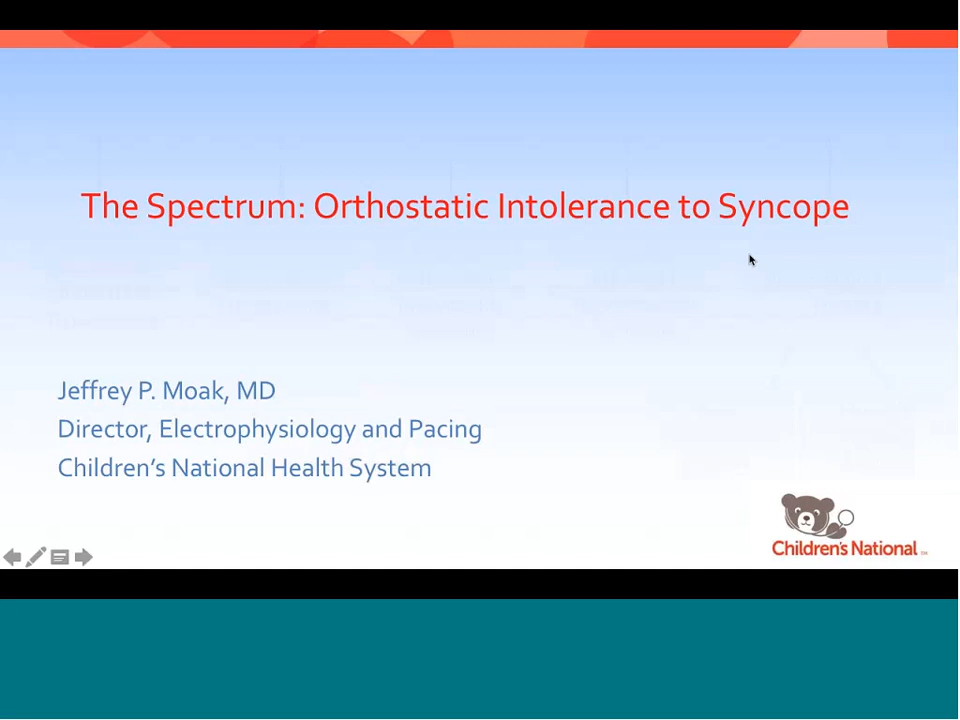 The Spectrum: Orthostatic Intolerance to Syncope
Jeffrey P. Moak, MD
Director, Electrophysiology and Pacing
Children's National Health System
Children's National